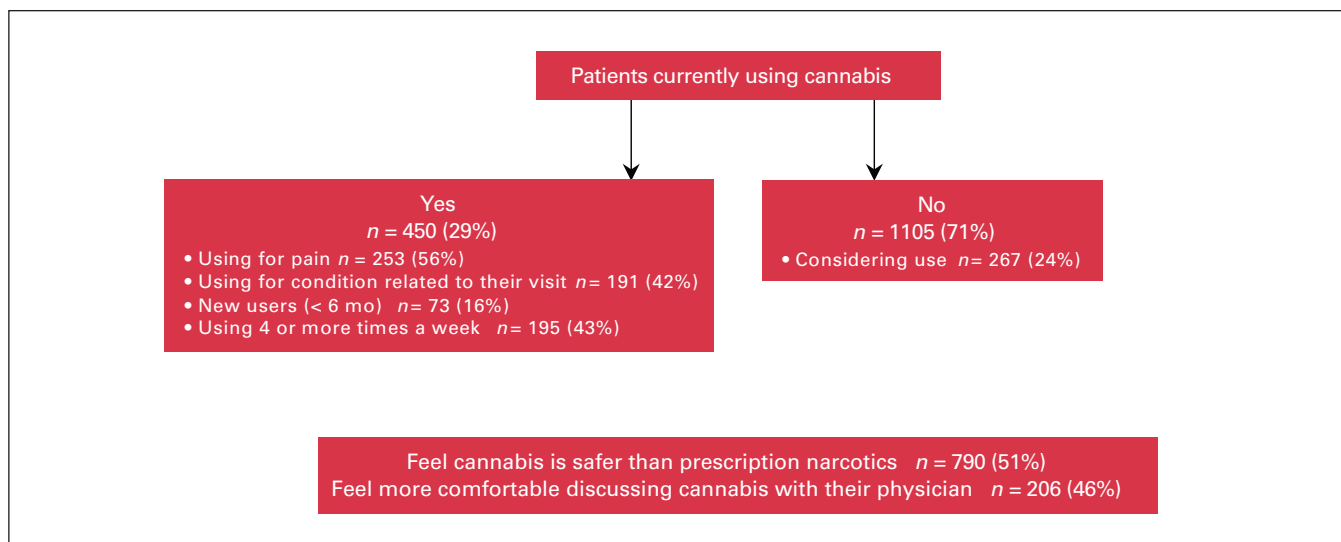 Patients currently using cannabis
Yes
n = 450 (29%)
• Using for pain n = 253 (56%)
• Using for condition related to their visit n = 191 (42%)
• New users (< 6 mo) n = 73 (16%)
• Using 4 or more times a week n = 195 (43%)
No
n = 1105 (71%)
• Considering use n = 267 (24%)
Feel cannabis is safer than prescription narcotics n = 790 (51%)
Feel more comfortable discussing cannabis with their physician n = 206 (46%)